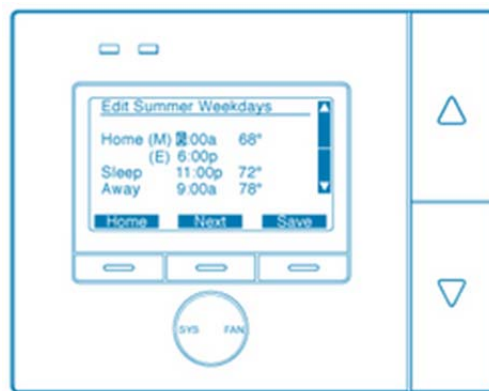 Edit Summer Weekdays
Home (M) :00a 68°
(E) 6:00p
Sleep 11:00p 72°
Away 9:00a 78°
Home Next Save
SYS FAN